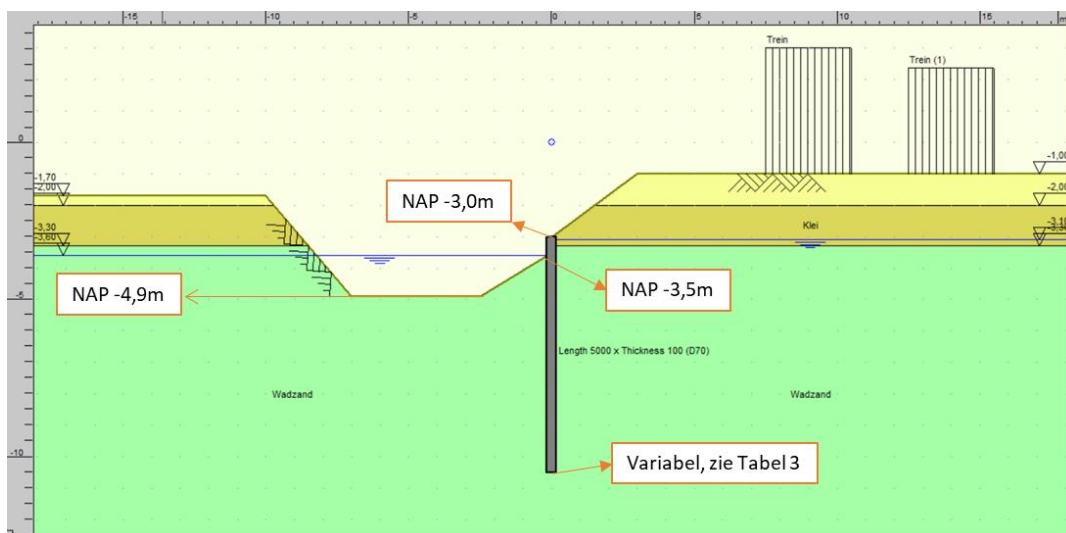 -15 -10 -5 0 5 10 15 m
Trein
Trein (1)
0
-1,00
-1,70
-2,00
-2,00
NAP -3,0m
Klei
-3,10
-3,30
-3,30
-3,60
NAP -4,9m
NAP -3,5m
-5
Length 5000 x Thickness 100 (D70)
Wadzand
Wadzand
Variabel, zie Tabel 3
-10